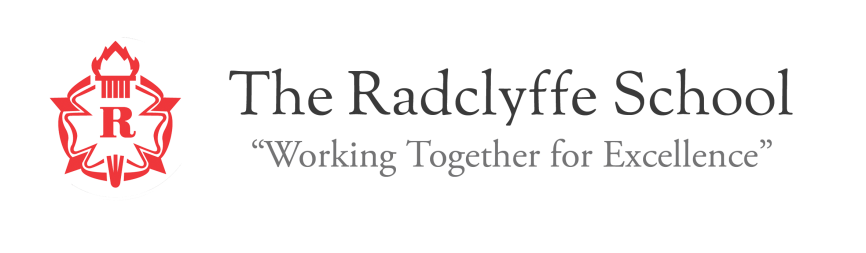 R
The Radclyffe School
“Working Together for Excellence”